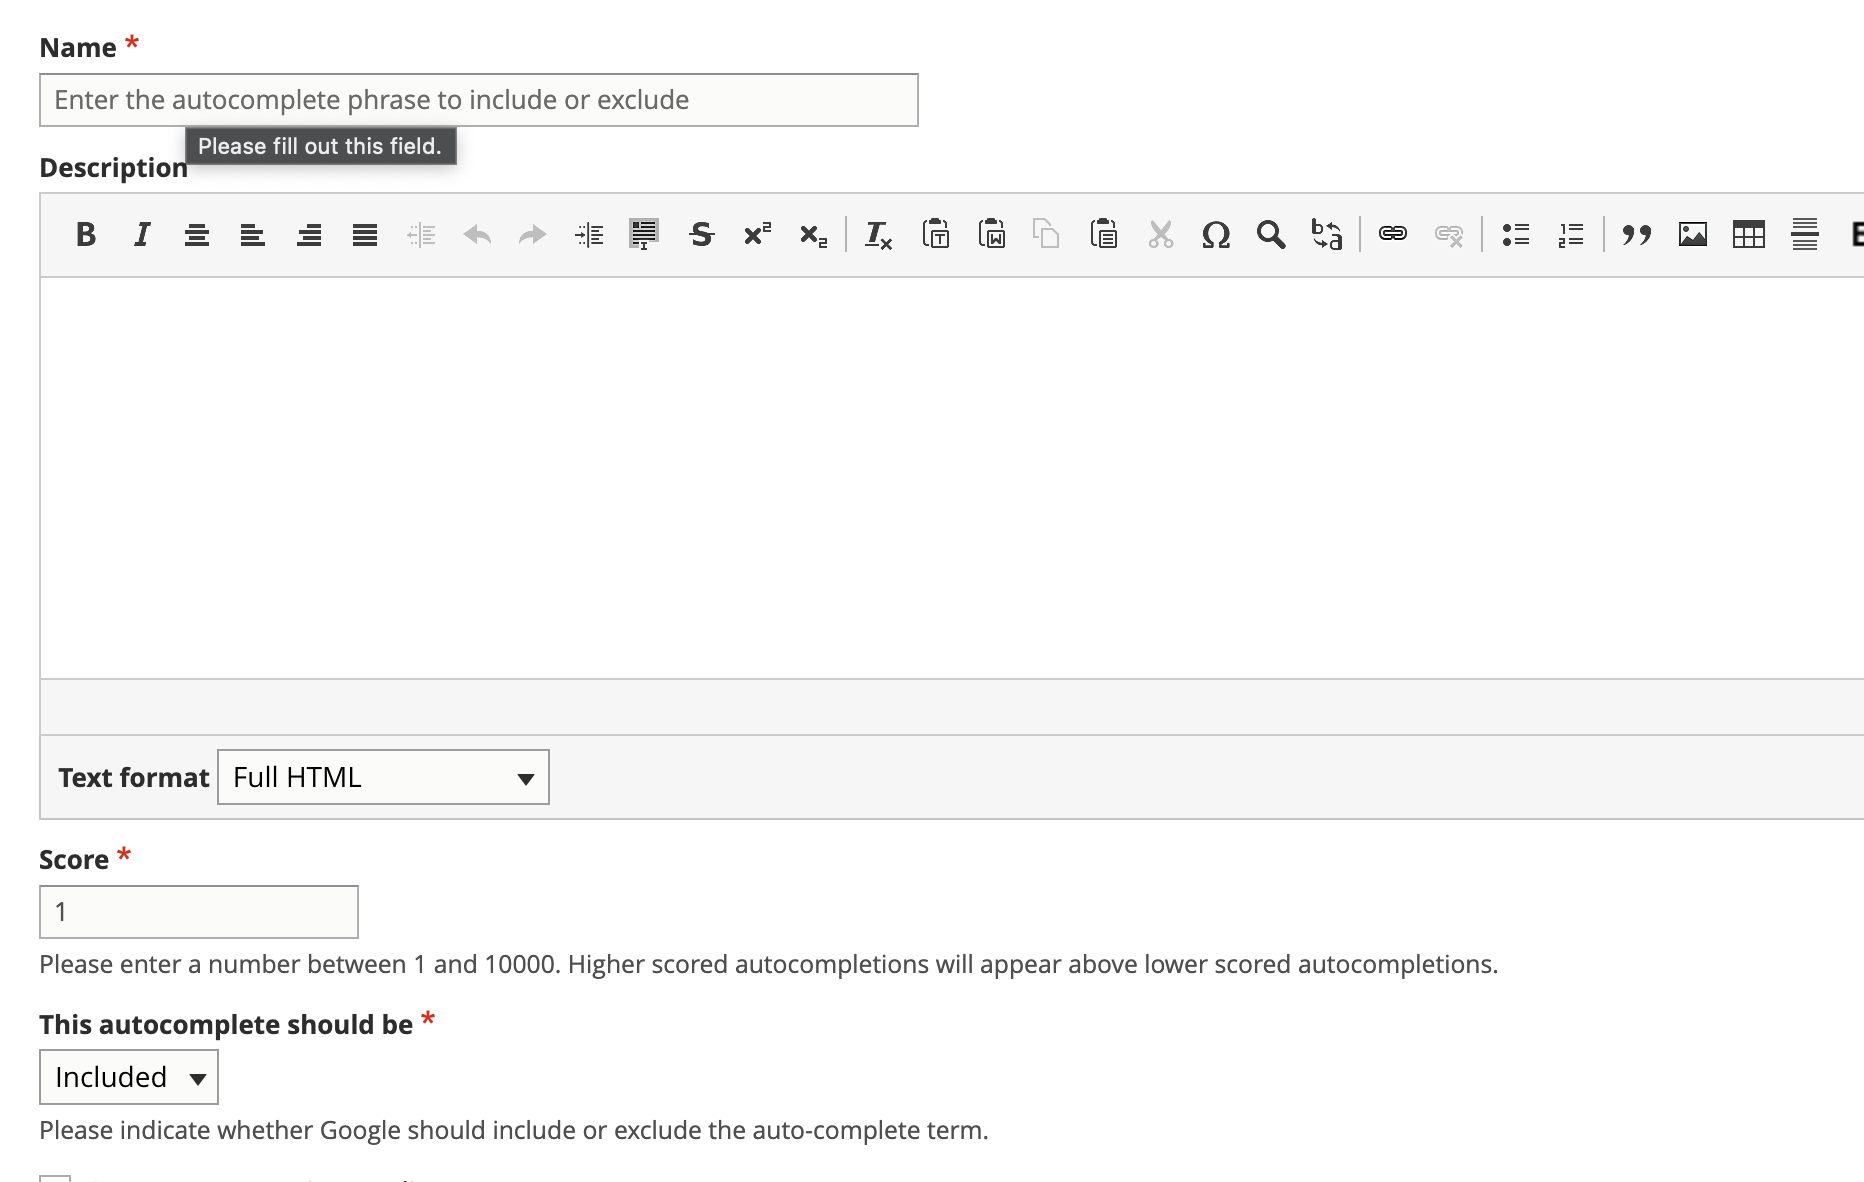 Name *
Enter the autocomplete phrase to include or exclude
Please fill out this field.
Description
Text format Full HTML
Score *
1
Please enter a number between 1 and 10000. Higher scored autocompletions will appear above lower scored autocompletions.
This autocomplete should be *
Included
Please indicate whether Google should include or exclude the auto-complete term.